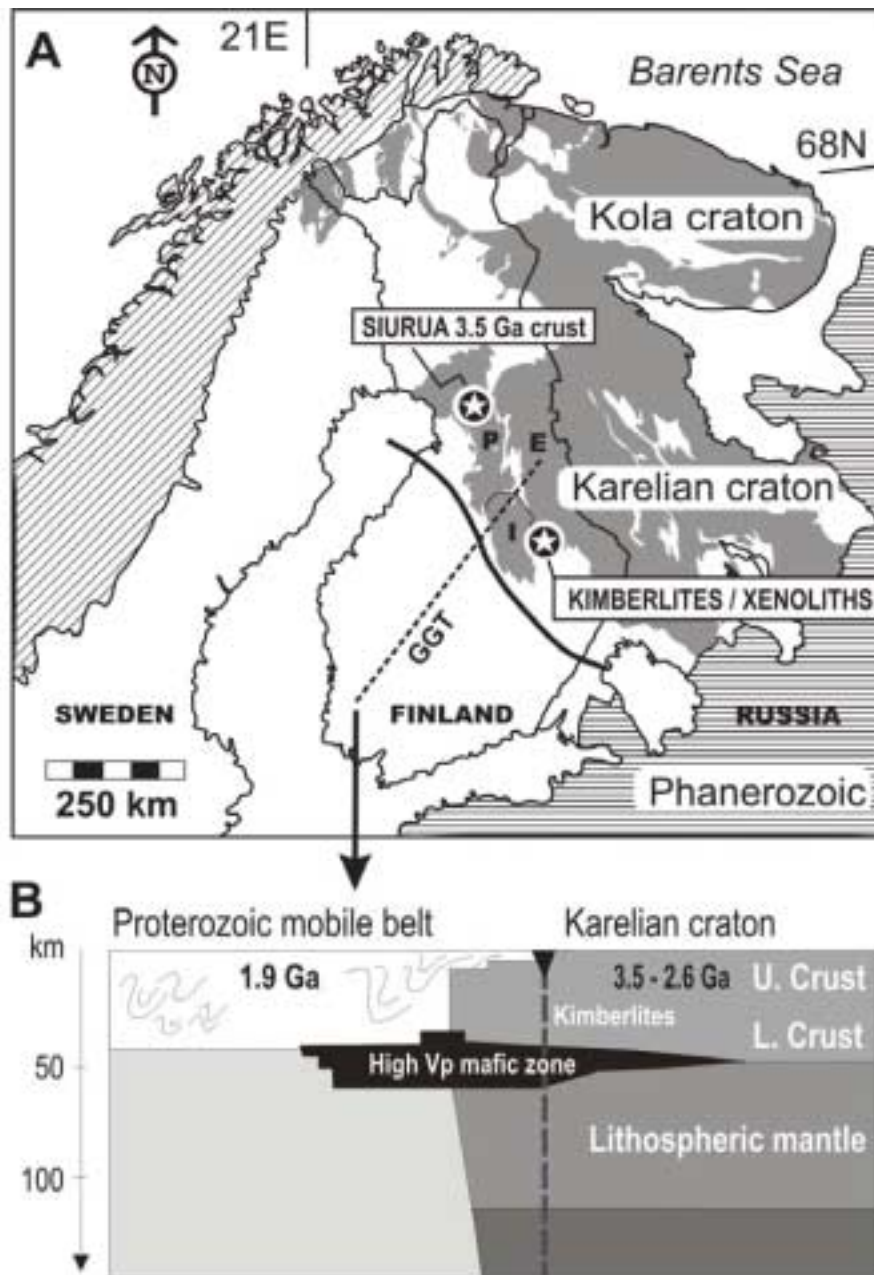 A
N
21E
Barents Sea
68N
Kola craton
SIURUA 3.5 Ga crust
P
E
Karelian craton
I
KIMBERLITES / XENOLITHS
GGT
SWEDEN
FINLAND
RUSSIA
250 km
Phanerozoic
B
Proterozoic mobile belt
Karelian craton
km
1.9 Ga
3.5 - 2.6 Ga
U. Crust
Kimberlites
L. Crust
50
High Vp mafic zone
Lithospheric mantle
100